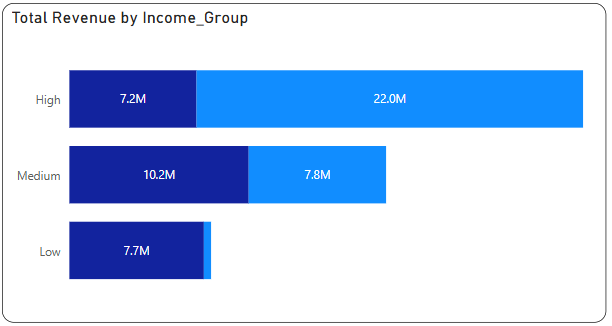 Total Revenue by Income_Group
High 7.2M 22.0M
Medium 10.2M 7.8M
Low 7.7M